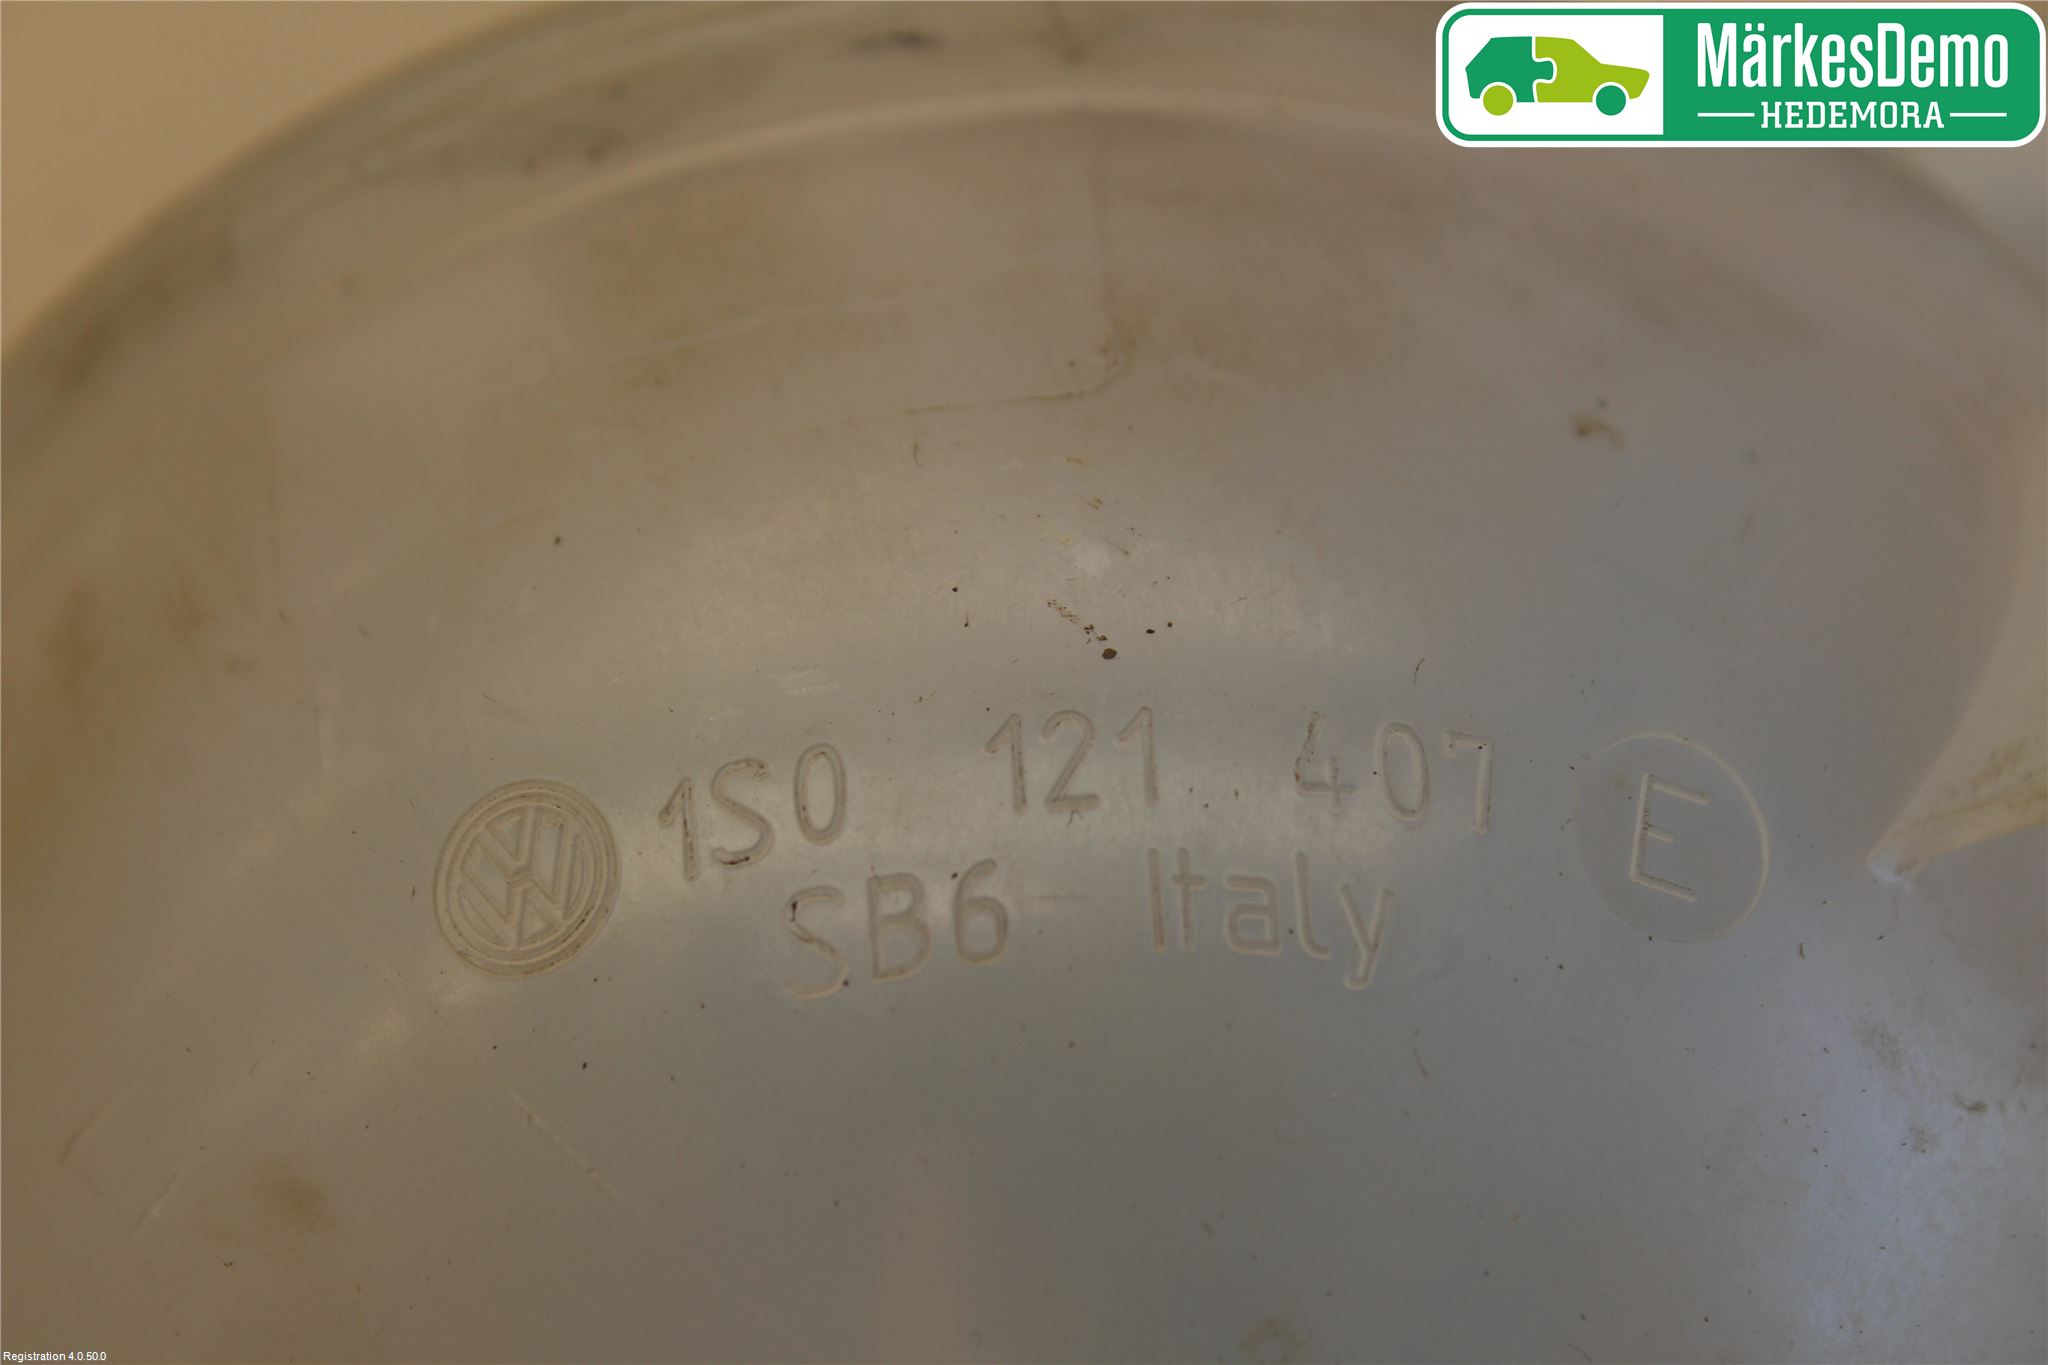 MärkesDemo
HEDEMORA
1S0 121 407 E
SB6 Italy
Registration 4.0.50.0